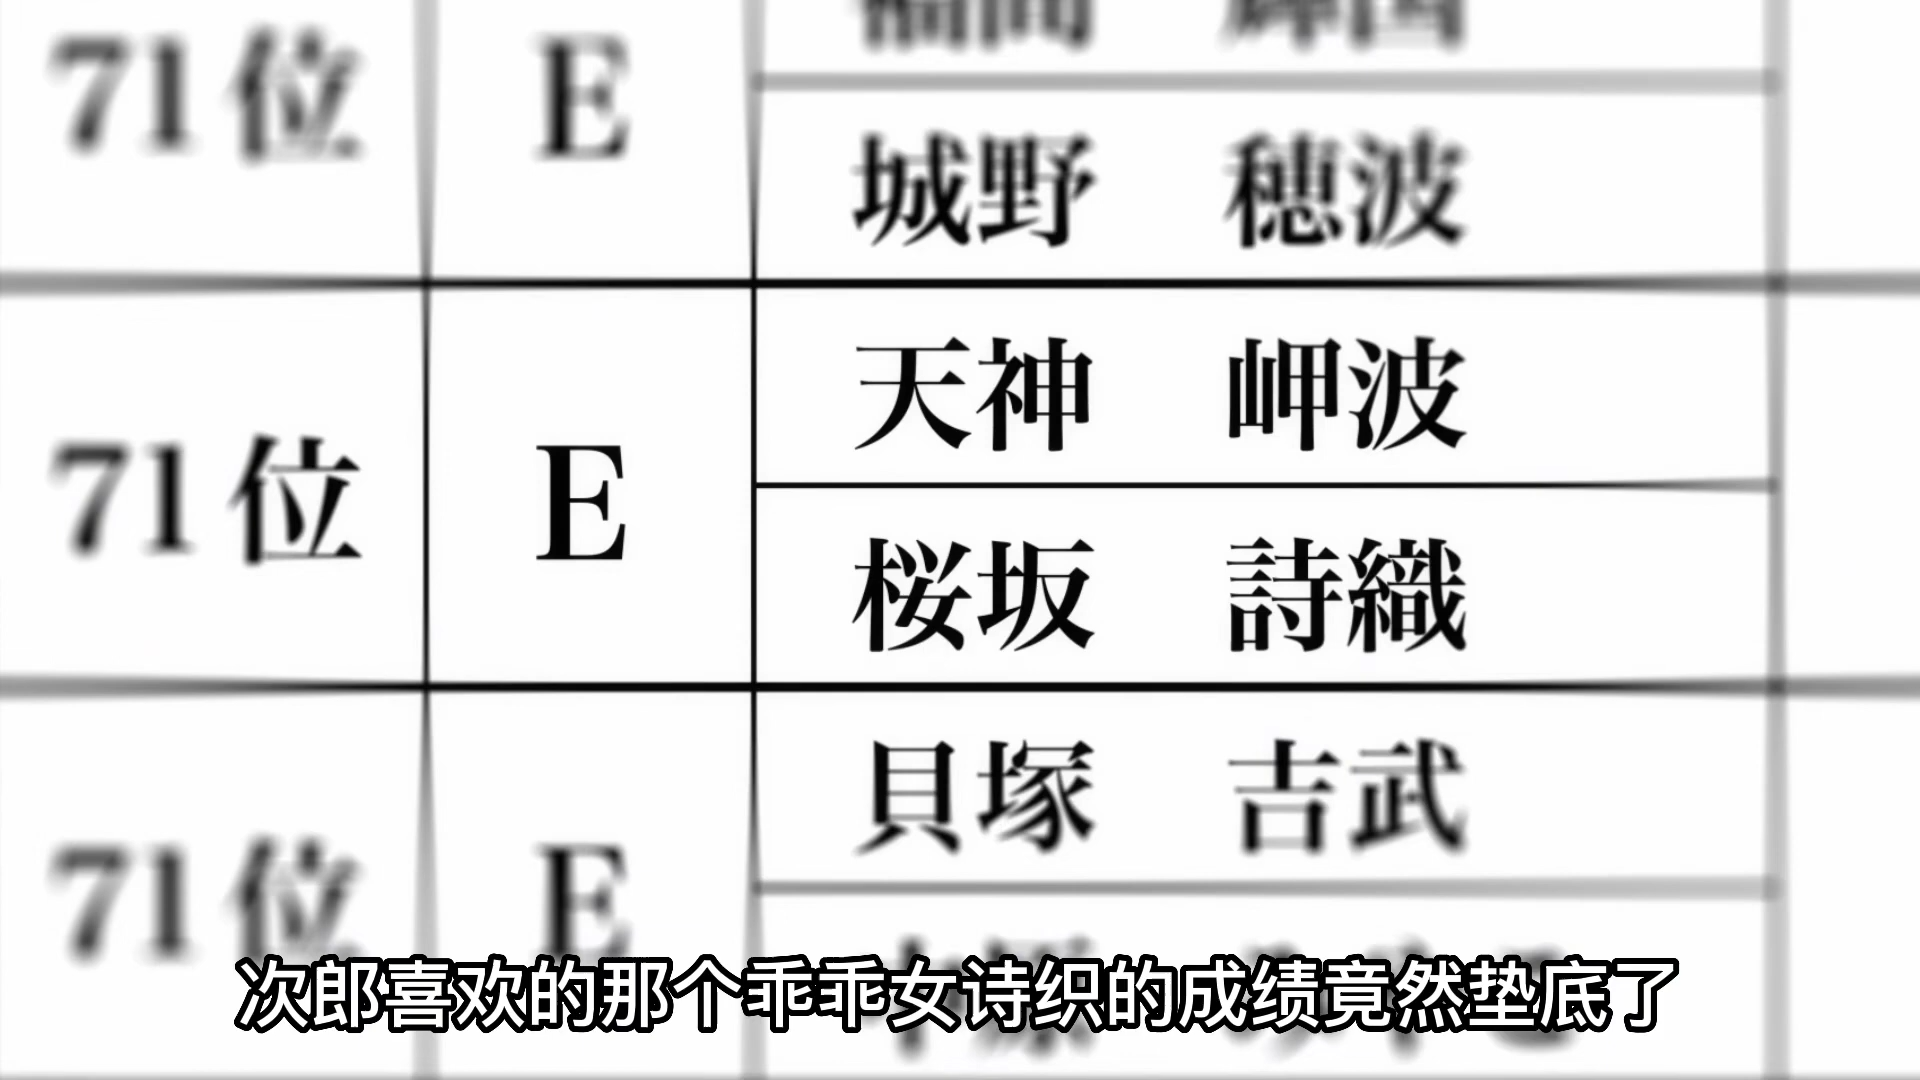 71位 E
城野 穂波
71位 E
天神 岬波
桜坂 詩織
71位 E
貝塚 吉武
次郎喜欢的那个乖乖女诗织的成绩竟然垫底了